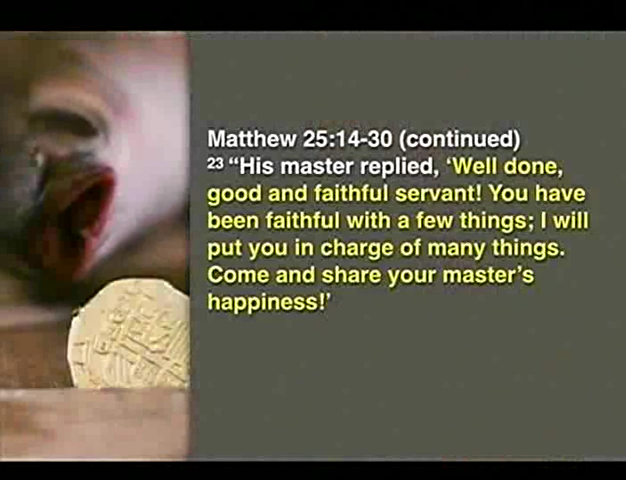 Matthew 25:14-30 (continued)
23 “His master replied, ‘Well done,
good and faithful servant! You have
been faithful with a few things; I will
put you in charge of many things.
Come and share your master’s
happiness!’